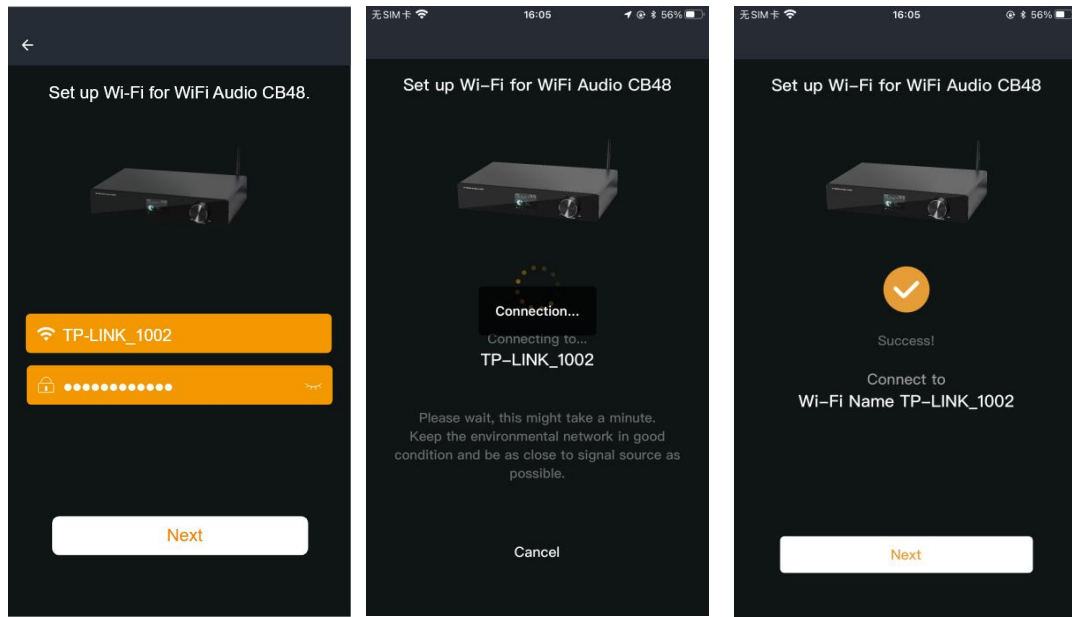 Set up Wi-Fi for WiFi Audio CB48.
TP-LINK_1002
Next
无SIM卡 16:05 56%
Set up Wi-Fi for WiFi Audio CB48
Connection...
Connecting to...
TP-LINK_1002
Please wait, this might take a minute.
Keep the environmental network in good
condition and be as close to signal source as
possible.
Cancel
无SIM卡 16:05 56%
Set up Wi-Fi for WiFi Audio CB48
Success!
Connect to
Wi-Fi Name TP-LINK_1002
Next